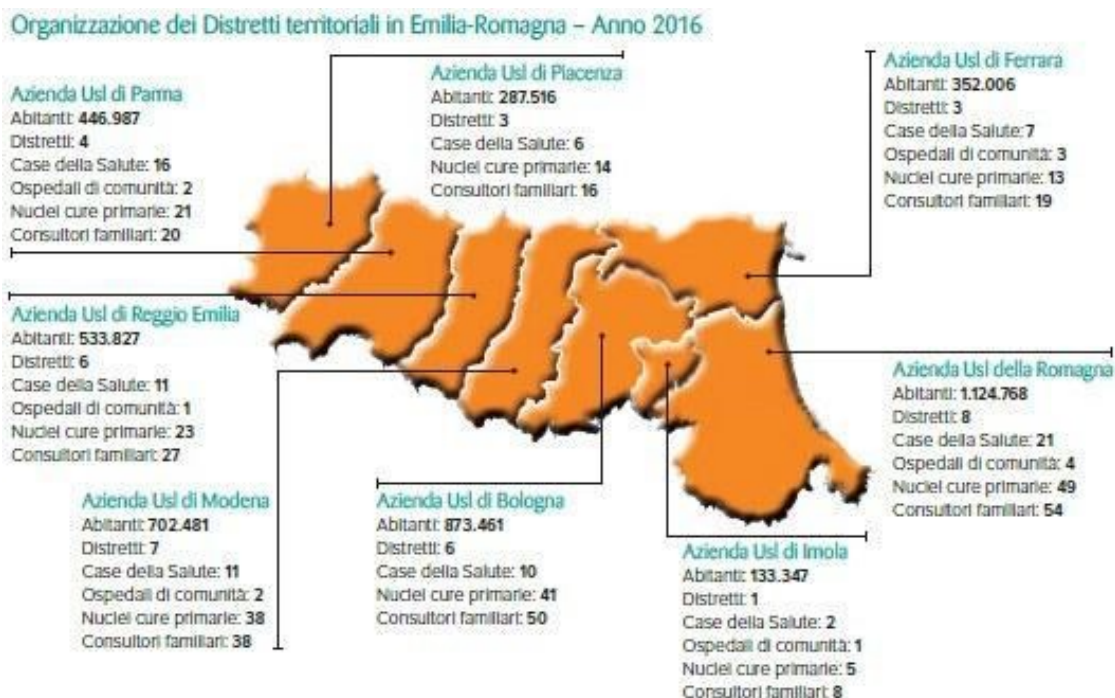 Organizzazione dei Distretti territoriali in Emilia-Romagna – Anno 2016
Azienda Usl di Parma
Abitanti: 446.987
Distretti: 4
Case della Salute: 16
Ospedali di comunità: 2
Nuclei cure primarie: 21
Consultori familiari: 20
Azienda Usl di Piacenza
Abitanti: 287.516
Distretti: 3
Case della Salute: 6
Nuclei cure primarie: 14
Consultori familiari: 16
Azienda Usl di Ferrara
Abitanti: 352.006
Distretti: 3
Case della Salute: 7
Ospedali di comunità: 3
Nuclei cure primarie: 13
Consultori familiari: 19
Azienda Usl di Reggio Emilia
Abitanti: 533.827
Distretti: 6
Case della Salute: 11
Ospedali di comunità: 1
Nuclei cure primarie: 23
Consultori familiari: 27
Azienda Usl della Romagna
Abitanti: 1.124.768
Distretti: 8
Case della Salute: 21
Ospedali di comunità: 4
Nuclei cure primarie: 49
Consultori familiari: 54
Azienda Usl di Modena
Abitanti: 702.481
Distretti: 7
Case della Salute: 11
Ospedali di comunità: 2
Nuclei cure primarie: 38
Consultori familiari: 38
Azienda Usl di Bologna
Abitanti: 873.461
Distretti: 6
Case della Salute: 10
Nuclei cure primarie: 41
Consultori familiari: 50
Azienda Usl di Imola
Abitanti: 133.347
Distretti: 1
Case della Salute: 2
Ospedali di comunità: 1
Nuclei cure primarie: 5
Consultori familiari: 8